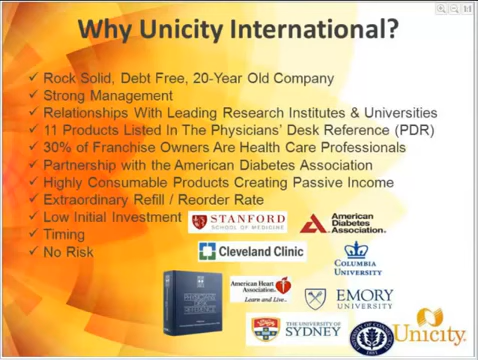 Why Unicity International?
Rock Solid, Debt Free, 20-Year Old Company
Strong Management
Relationships With Leading Research Institutes & Universities
11 Products Listed In The Physicians' Desk Reference (PDR)
30% of Franchise Owners Are Health Care Professionals
Partnership with the American Diabetes Association
Highly Consumable Products Creating Passive Income
Extraordinary Refill / Reorder Rate
Low Initial Investment
Timing
No Risk
STANFORD
SCHOOL OF MEDICINE
American
Diabetes
Association.
Cleveland Clinic
COLUMBIA
UNIVERSITY
PHYSICIANS'
DESK
REFERENCE
American Heart
Association
Learn and Live
EMORY
UNIVERSITY
THE UNIVERSITY OF
SYDNEY
Unicity